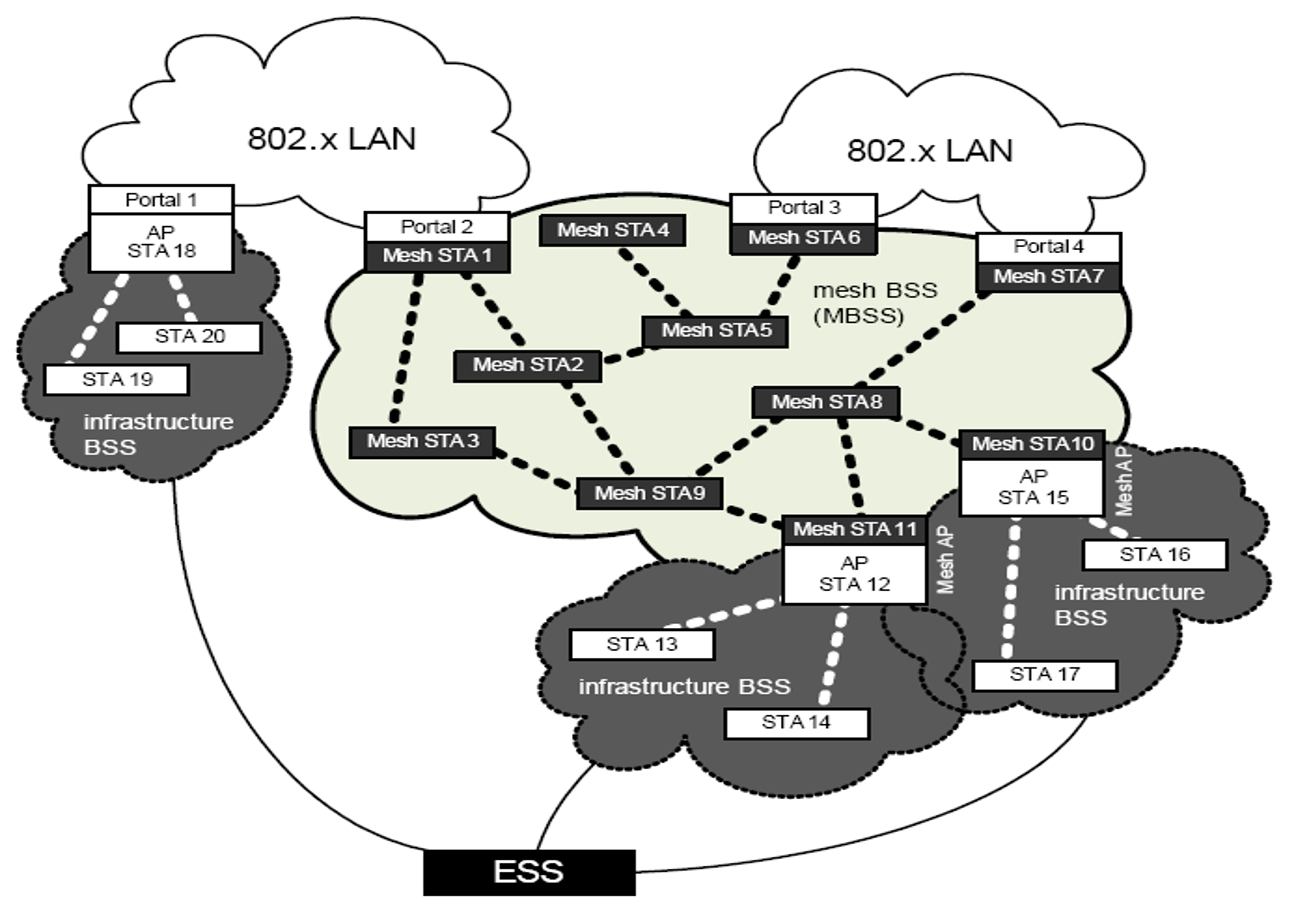 802.x LAN
802.x LAN
Portal 1
AP
STA 18
Portal 2
Mesh STA 1
Mesh STA 4
Portal 3
Mesh STA 6
Portal 4
Mesh STA7
mesh BSS
(MBSS)
STA 20
Mesh STA5
Mesh STA2
STA 19
Mesh STA8
infrastructure
BSS
Mesh STA 3
Mesh STA10
AP
STA 15
Mesh AP
Mesh STA9
Mesh STA 11
AP
STA 12
Mesh AP
STA 16
infrastructure
BSS
STA 13
STA 17
infrastructure BSS
STA 14
ESS